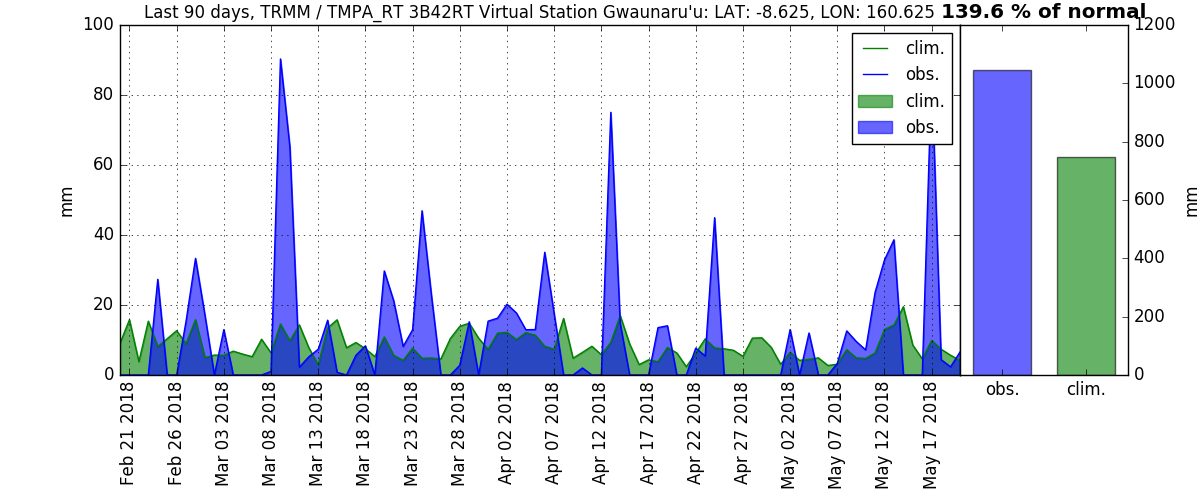 Last 90 days, TRMM / TMPA_RT 3B42RT Virtual Station Gwaunaru'u: LAT: -8.625, LON: 160.625 139.6 % of normal
100
80
60
40
20
0
mm
clim.
obs.
clim.
obs.
Feb 21 2018
Feb 26 2018
Mar 03 2018
Mar 08 2018
Mar 13 2018
Mar 18 2018
Mar 23 2018
Mar 28 2018
Apr 02 2018
Apr 07 2018
Apr 12 2018
Apr 17 2018
Apr 22 2018
Apr 27 2018
May 02 2018
May 07 2018
May 12 2018
May 17 2018
1200
1000
800
600
400
200
0
mm
obs.
clim.